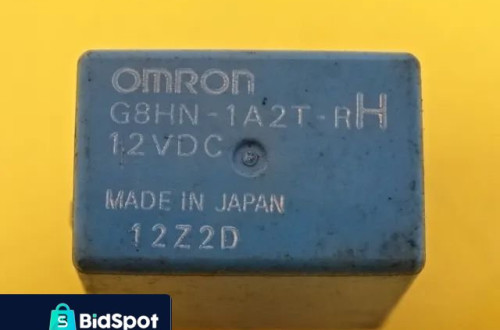 OMRON
G8HN-1A2T-RH
12VDC
MADE IN JAPAN
12Z2D
S
BidSpot